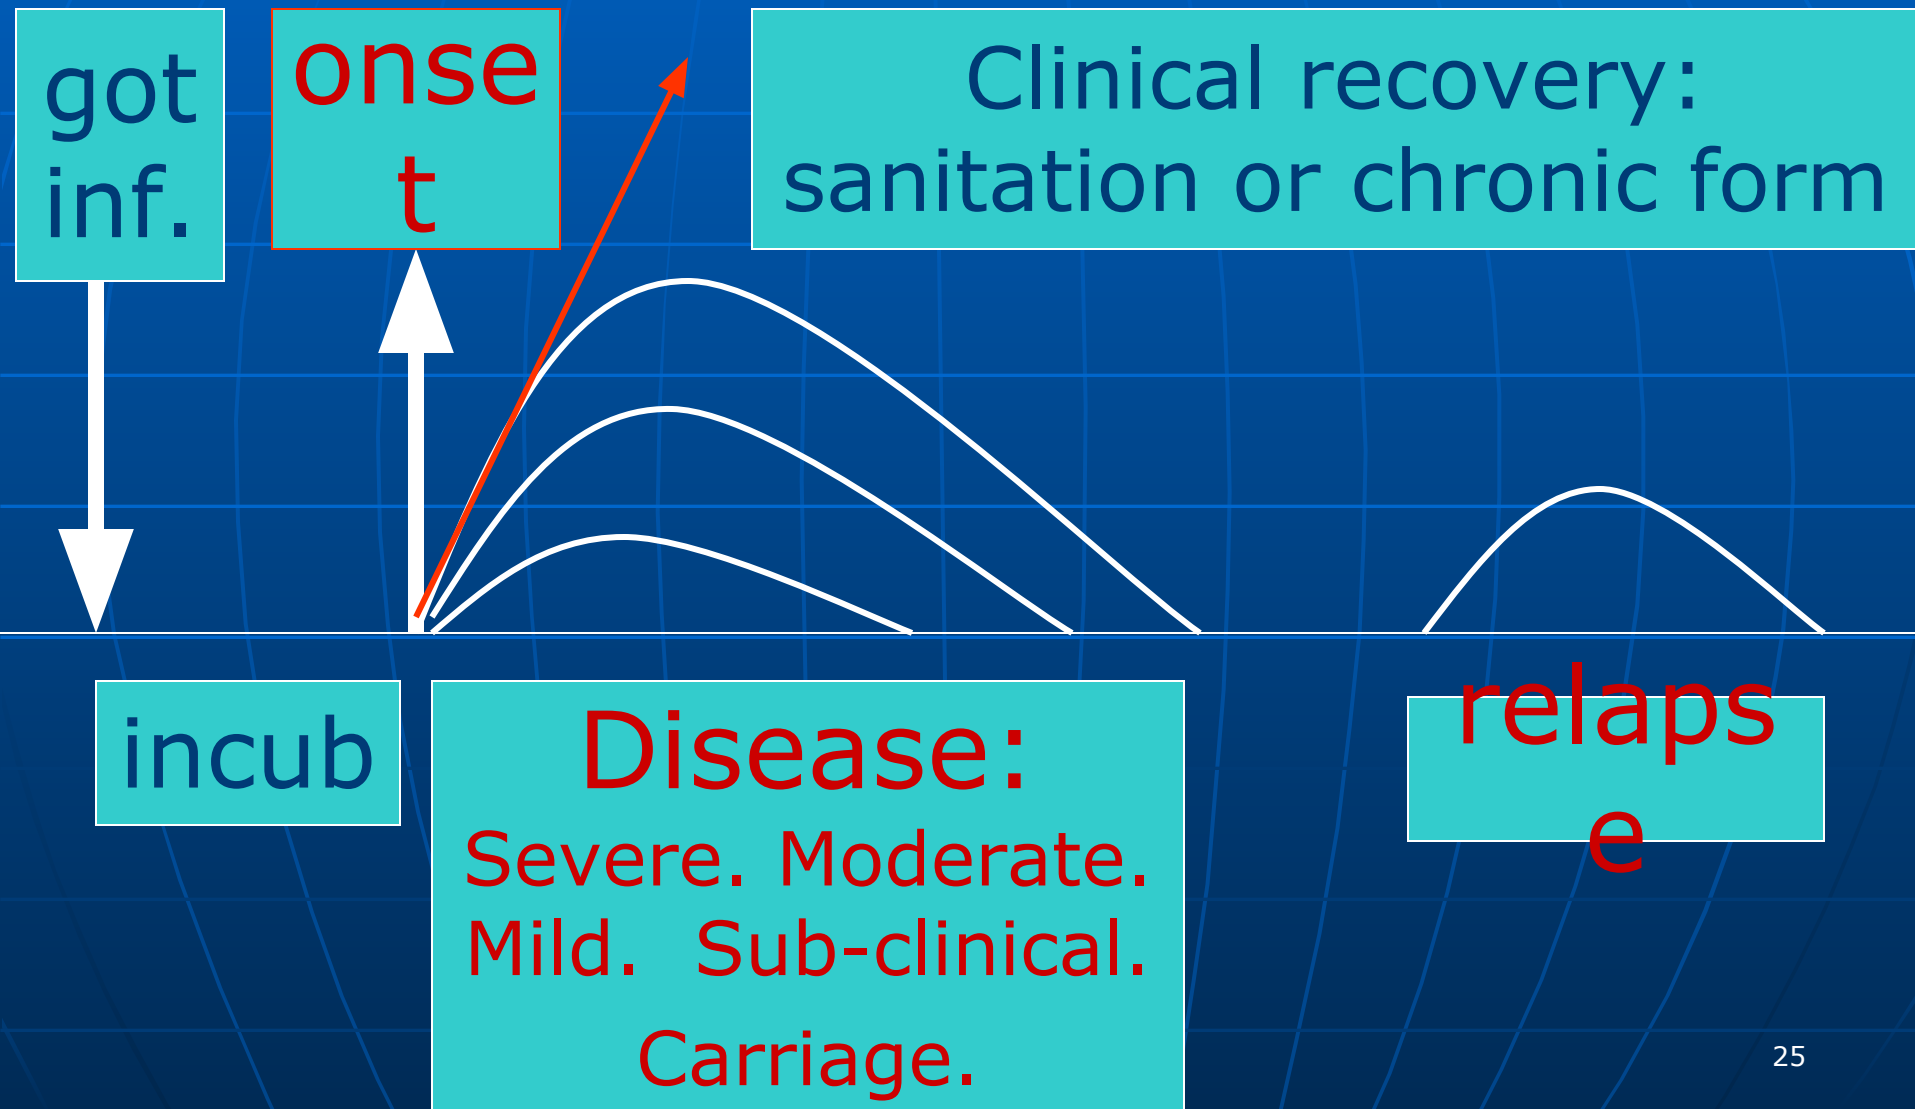 got
inf.
onse
t
Clinical recovery:
sanitation or chronic form
incub
Disease:
Severe. Moderate.
Mild. Sub-clinical.
Carriage.
relaps
e
25